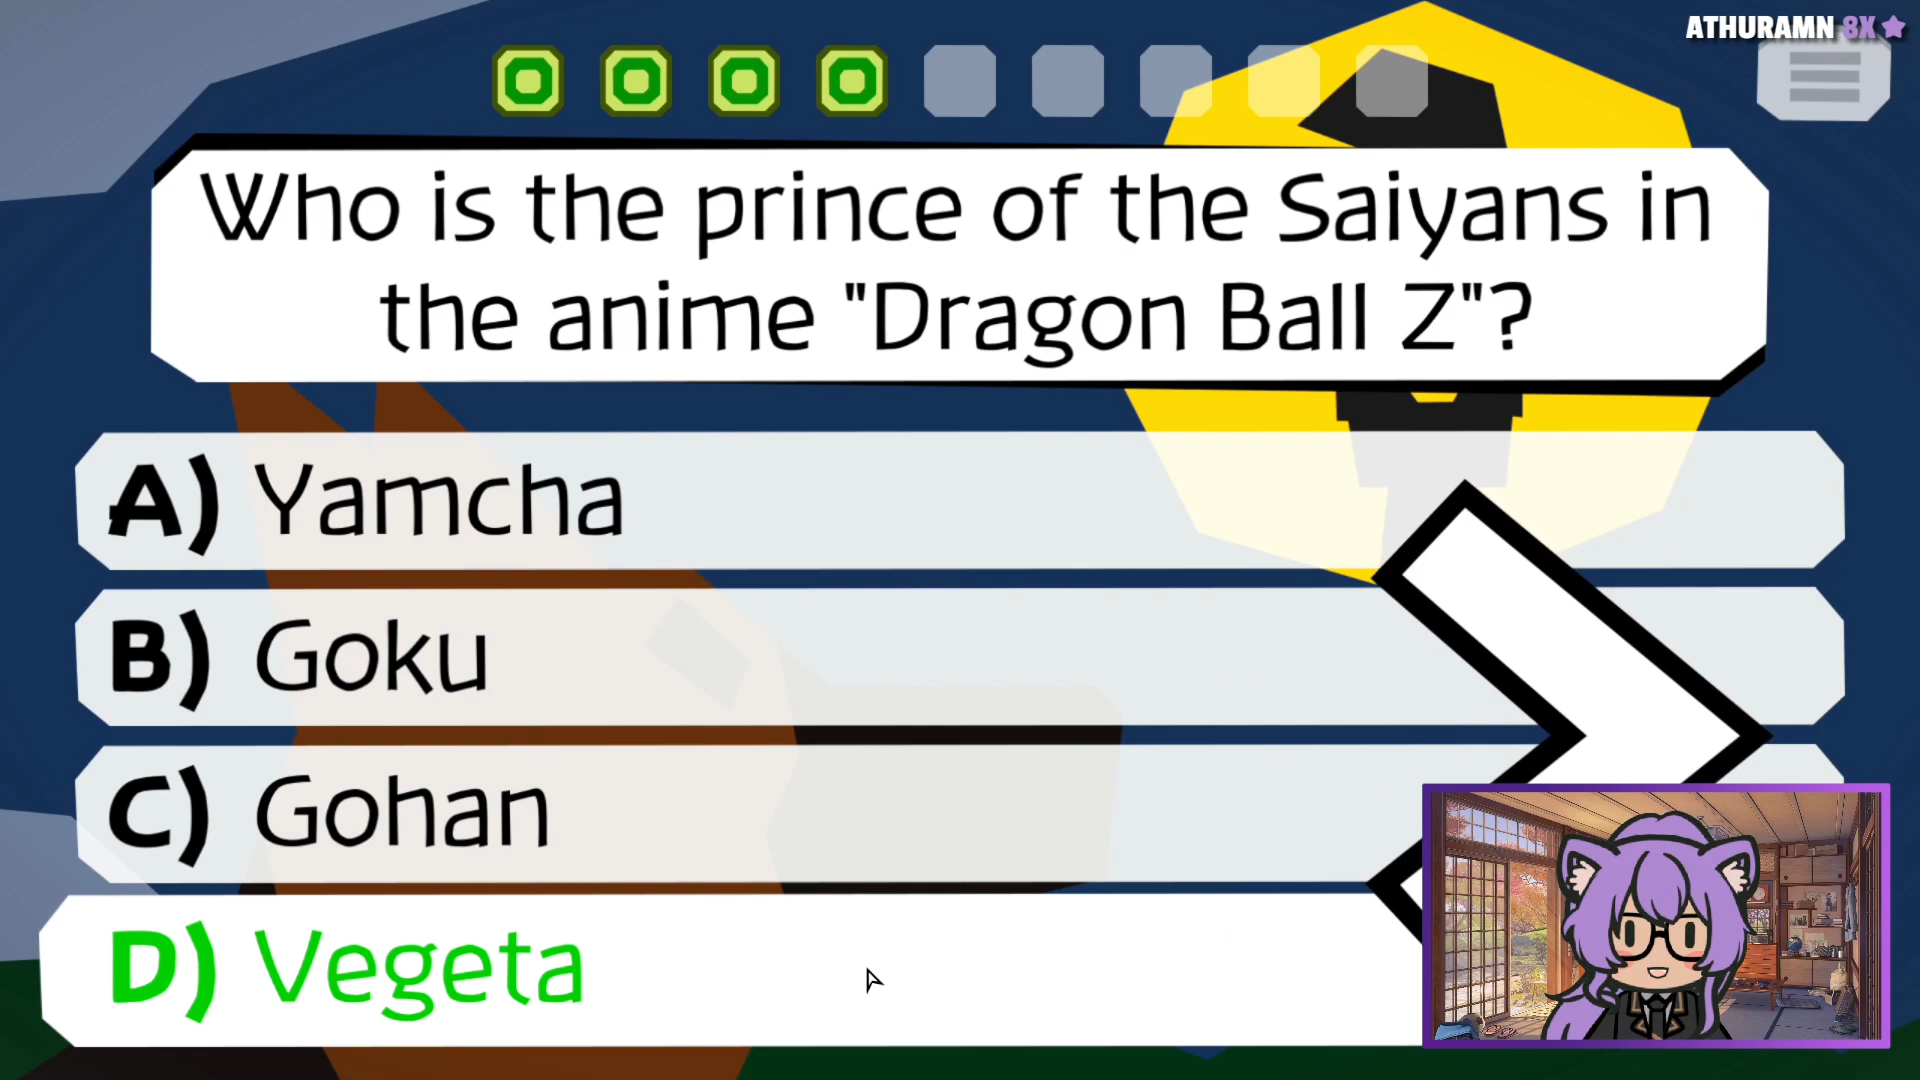 ATHURAMN 8X
Who is the prince of the Saiyans in
the anime "Dragon Ball Z"?
A) Yamcha
B) Goku
C) Gohan
D) Vegeta